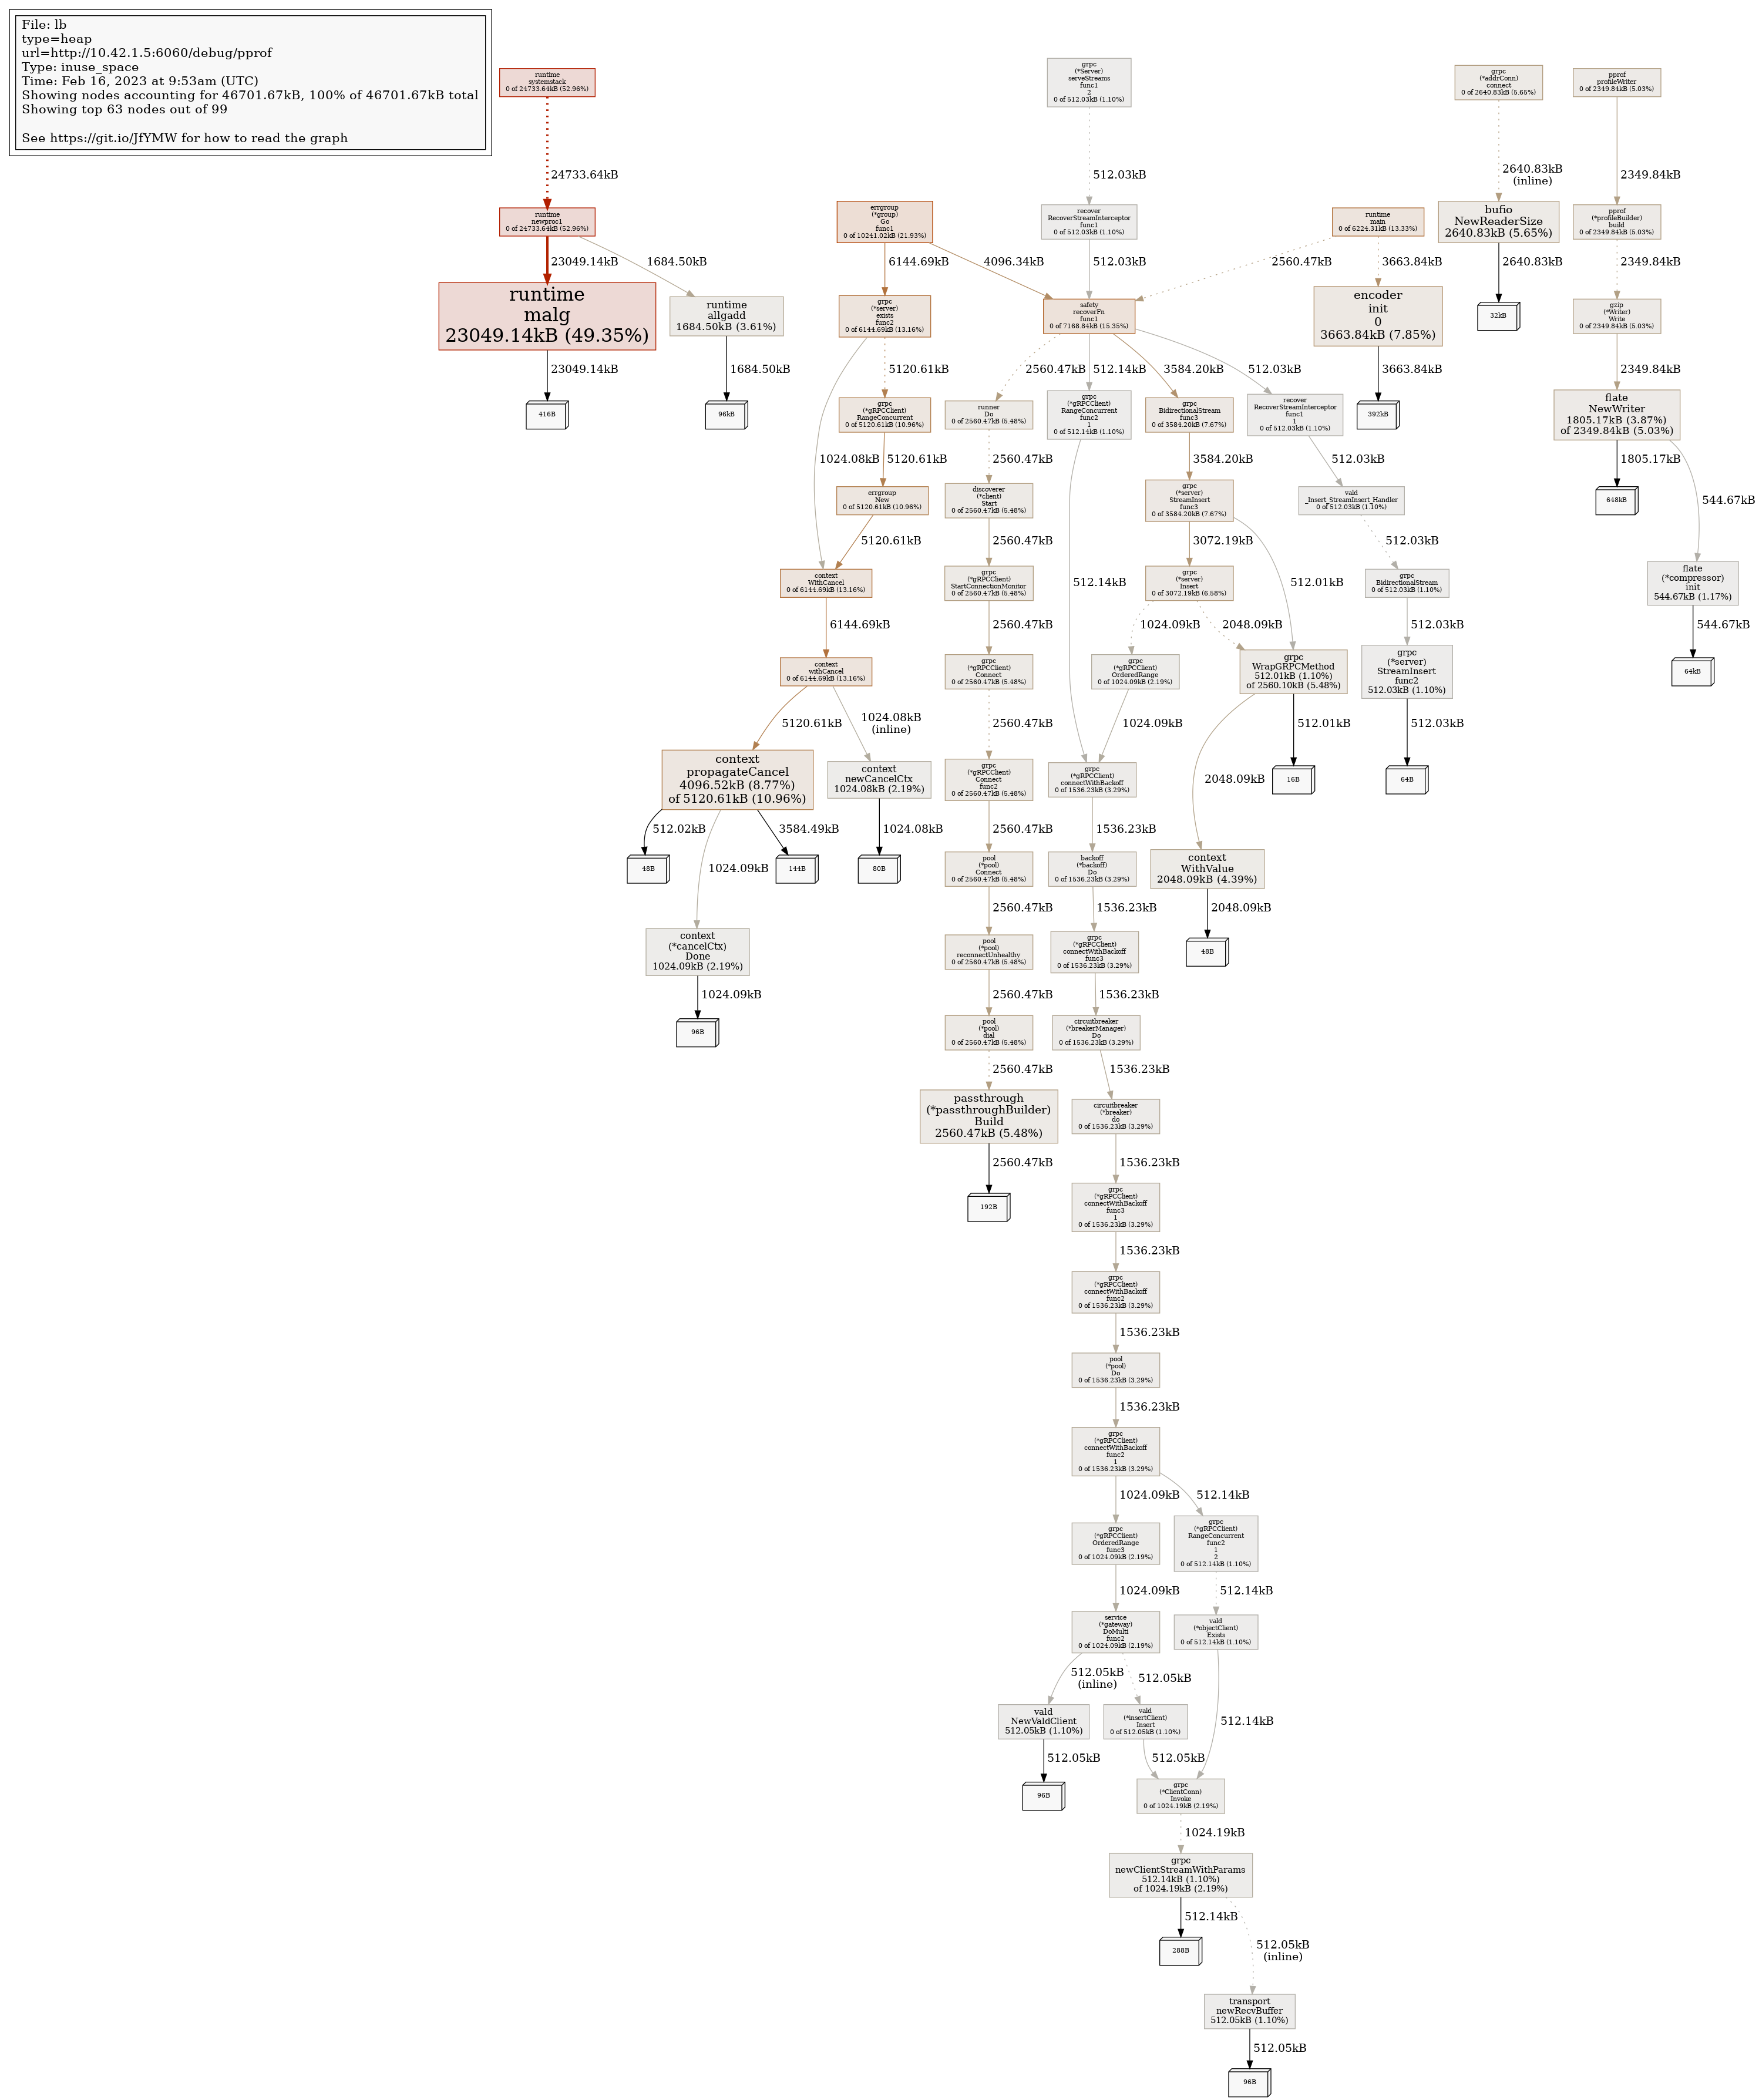 File: lb
type=heap
url=http://10.42.1.5:6060/debug/pprof
Type: inuse_space
Time: Feb 16, 2023 at 9:53am (UTC)
Showing nodes accounting for 46701.67kB, 100% of 46701.67kB total
Showing top 63 nodes out of 99
See https://git.io/JfYMW for how to read the graph
runtime
systemstack
0 of 24733.64kB (52.96%)
24733.64kB
runtime
newproc1
0 of 24733.64kB (52.96%)
23049.14kB
1684.50kB
runtime
malg
23049.14kB (49.35%)
23049.14kB
416B
runtime
allgadd
1684.50kB (3.61%)
1684.50kB
96kB
errgroup
(*group)
Go
func1
0 of 10241.02kB (21.93%)
6144.69kB
4096.34kB
grpc
(*server)
exists
func2
0 of 6144.69kB (13.16%)
5120.61kB
1024.08kB
grpc
(*gRPCClient)
RangeConcurrent
0 of 5120.61kB (10.96%)
5120.61kB
errgroup
New
0 of 5120.61kB (10.96%)
5120.61kB
context
WithCancel
0 of 6144.69kB (13.16%)
6144.69kB
context
withCancel
0 of 6144.69kB (13.16%)
5120.61kB
1024.08kB
(inline)
context
propagateCancel
4096.52kB (8.77%)
of 5120.61kB (10.96%)
512.02kB
48B
1024.09kB
3584.49kB
144B
context
newCancelCtx
1024.08kB (2.19%)
1024.08kB
80B
context
(*cancelCtx)
Done
1024.09kB (2.19%)
1024.09kB
96B
grpc
(*Server)
serveStreams
func1
2
0 of 512.03kB (1.10%)
512.03kB
recover
RecoverStreamInterceptor
func1
0 of 512.03kB (1.10%)
512.03kB
runtime
main
0 of 6224.31kB (13.33%)
2560.47kB
3663.84kB
safety
recoverFn
func1
0 of 7168.84kB (15.35%)
2560.47kB
512.14kB
3584.20kB
512.03kB
encoder
init
0
3663.84kB (7.85%)
3663.84kB
392kB
runner
Do
0 of 2560.47kB (5.48%)
2560.47kB
discoverer
(*client)
Start
0 of 2560.47kB (5.48%)
2560.47kB
grpc
(*gRPCClient)
StartConnectionMonitor
0 of 2560.47kB (5.48%)
2560.47kB
grpc
(*gRPCClient)
Connect
0 of 2560.47kB (5.48%)
2560.47kB
grpc
(*gRPCClient)
Connect
func2
0 of 2560.47kB (5.48%)
2560.47kB
pool
(*pool)
Connect
0 of 2560.47kB (5.48%)
2560.47kB
pool
(*pool)
reconnectUnhealthy
0 of 2560.47kB (5.48%)
2560.47kB
pool
(*pool)
dial
0 of 2560.47kB (5.48%)
2560.47kB
passthrough
(*passthroughBuilder)
Build
2560.47kB (5.48%)
2560.47kB
192B
grpc
(*gRPCClient)
RangeConcurrent
func2
1
0 of 512.14kB (1.10%)
512.14kB
grpc
BidirectionalStream
func3
0 of 3584.20kB (7.67%)
3584.20kB
grpc
(*server)
StreamInsert
func3
0 of 3584.20kB (7.67%)
3072.19kB
512.01kB
grpc
(*server)
Insert
0 of 3072.19kB (6.58%)
1024.09kB
2048.09kB
grpc
(*gRPCClient)
OrderedRange
0 of 1024.09kB (2.19%)
1024.09kB
grpc
WrapGRPCMethod
512.01kB (1.10%)
of 2560.10kB (5.48%)
2048.09kB
512.01kB
16B
context
WithValue
2048.09kB (4.39%)
2048.09kB
48B
recover
RecoverStreamInterceptor
func1
1
0 of 512.03kB (1.10%)
512.03kB
vald
_Insert_StreamInsert_Handler
0 of 512.03kB (1.10%)
512.03kB
grpc
BidirectionalStream
0 of 512.03kB (1.10%)
512.03kB
grpc
(*server)
StreamInsert
func2
512.03kB (1.10%)
512.03kB
64B
grpc
(*gRPCClient)
connectWithBackoff
0 of 1536.23kB (3.29%)
1536.23kB
backoff
(*backoff)
Do
0 of 1536.23kB (3.29%)
1536.23kB
grpc
(*gRPCClient)
connectWithBackoff
func3
0 of 1536.23kB (3.29%)
1536.23kB
circuitbreaker
(*breakerManager)
Do
0 of 1536.23kB (3.29%)
1536.23kB
circuitbreaker
(*breaker)
do
0 of 1536.23kB (3.29%)
1536.23kB
grpc
(*gRPCClient)
connectWithBackoff
func3
1
0 of 1536.23kB (3.29%)
1536.23kB
grpc
(*gRPCClient)
connectWithBackoff
func2
0 of 1536.23kB (3.29%)
1536.23kB
pool
(*pool)
Do
0 of 1536.23kB (3.29%)
1536.23kB
grpc
(*gRPCClient)
connectWithBackoff
func2
1
0 of 1536.23kB (3.29%)
1024.09kB
512.14kB
grpc
(*gRPCClient)
OrderedRange
func3
0 of 1024.09kB (2.19%)
1024.09kB
grpc
(*gRPCClient)
RangeConcurrent
func2
1
2
0 of 512.14kB (1.10%)
512.14kB
service
(*gateway)
DoMulti
func2
0 of 1024.09kB (2.19%)
512.05kB
(inline)
512.05kB
vald
(*objectClient)
Exists
0 of 512.14kB (1.10%)
512.14kB
vald
NewValdClient
512.05kB (1.10%)
512.05kB
96B
vald
(*insertClient)
Insert
0 of 512.05kB (1.10%)
512.05kB
grpc
(*ClientConn)
Invoke
0 of 1024.19kB (2.19%)
1024.19kB
grpc
newClientStreamWithParams
512.14kB (1.10%)
of 1024.19kB (2.19%)
512.14kB
288B
512.05kB
(inline)
transport
newRecvBuffer
512.05kB (1.10%)
512.05kB
96B
grpc
(*addrConn)
connect
0 of 2640.83kB (5.65%)
2640.83kB
(inline)
bufio
NewReaderSize
2640.83kB (5.65%)
2640.83kB
32kB
pprof
profileWriter
0 of 2349.84kB (5.03%)
2349.84kB
pprof
(*profileBuilder)
build
0 of 2349.84kB (5.03%)
2349.84kB
gzip
(*Writer)
Write
0 of 2349.84kB (5.03%)
2349.84kB
flate
NewWriter
1805.17kB (3.87%)
of 2349.84kB (5.03%)
1805.17kB
648kB
544.67kB
flate
(*compressor)
init
544.67kB (1.17%)
544.67kB
64kB